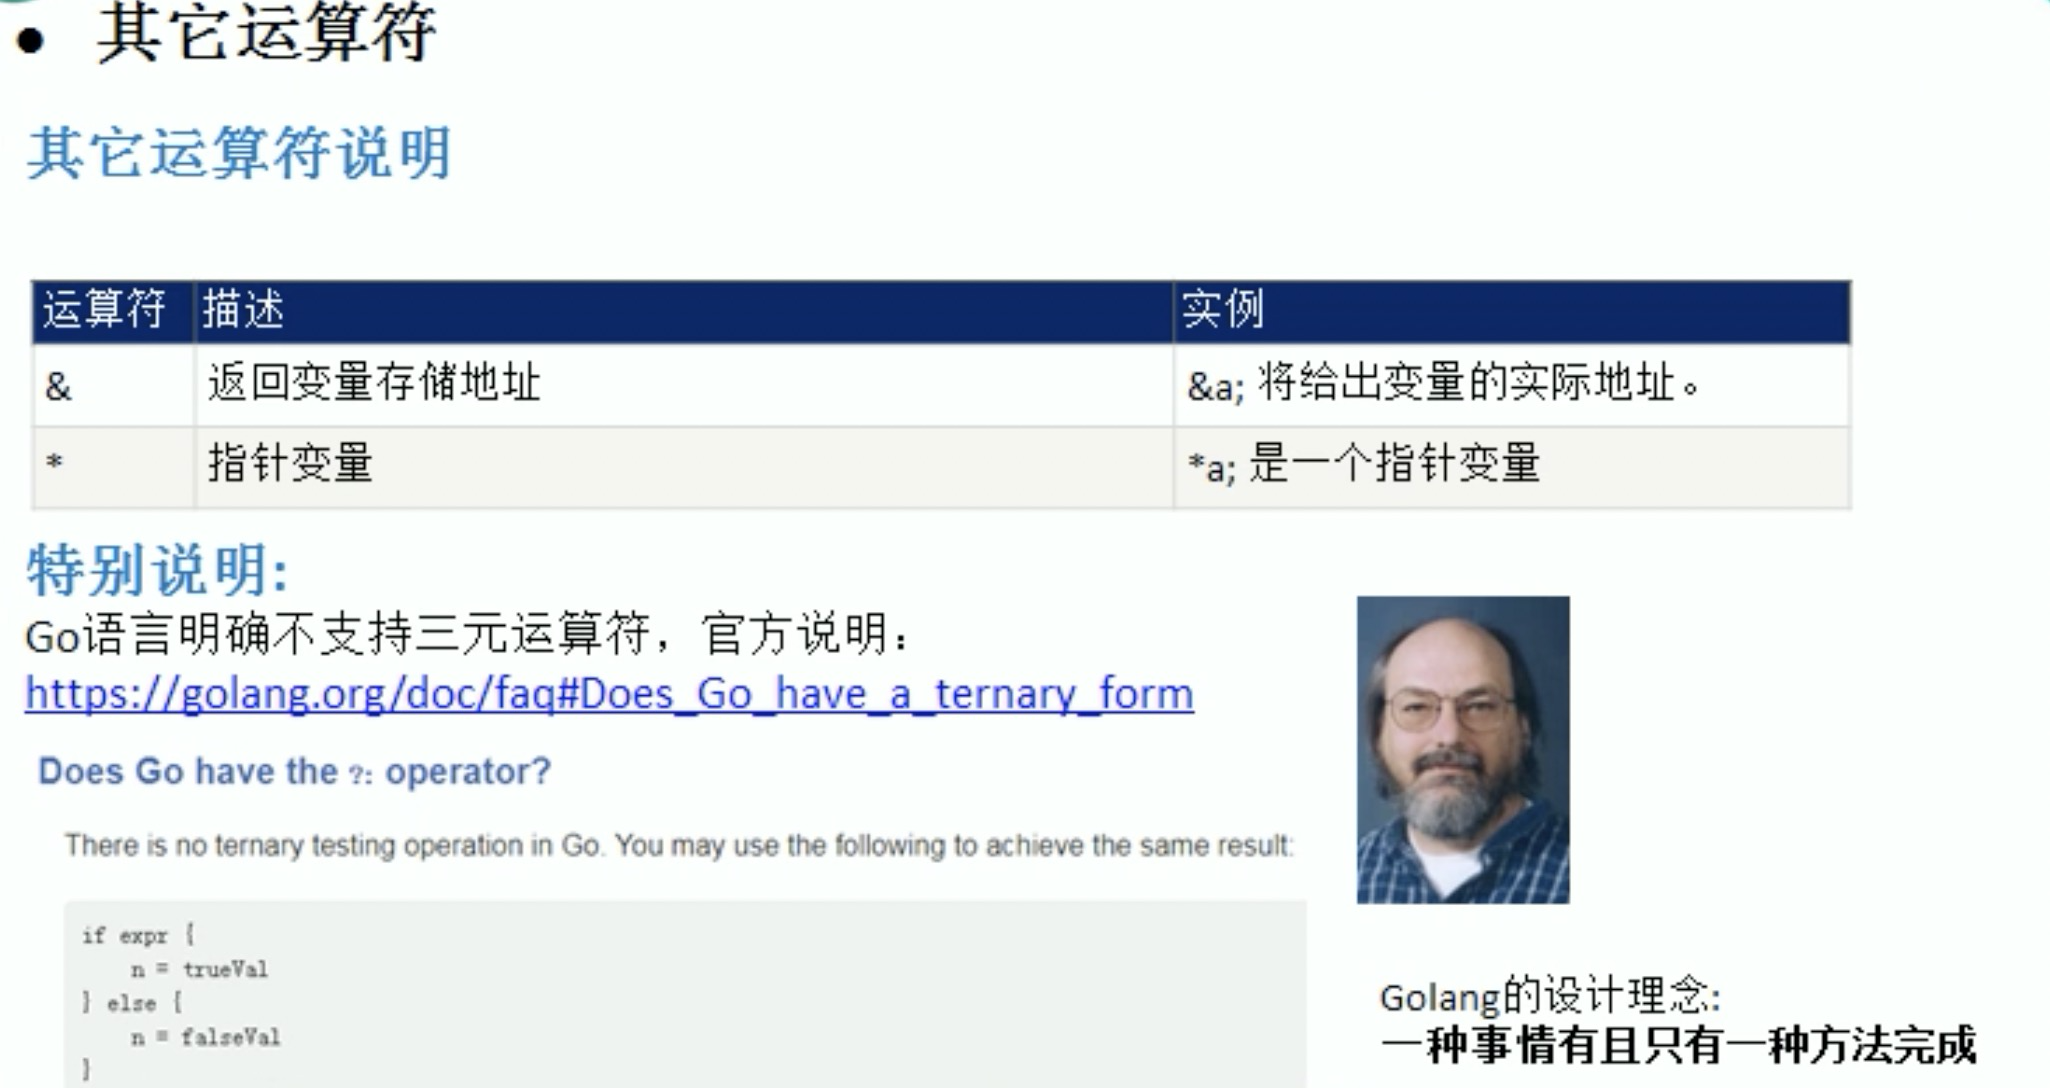 • 其它运算符
其它运算符说明
运算符 描述 实例
& 返回变量存储地址 &a; 将给出变量的实际地址。
* 指针变量 *a; 是一个指针变量
特别说明:
Go语言明确不支持三元运算符，官方说明：
https://golang.org/doc/faq#Does_Go_have_a_ternary_form
Does Go have the ?: operator?
There is no ternary testing operation in Go. You may use the following to achieve the same result:
if expr {
    n = trueVal
} else {
    n = falseVal
}
Golang的设计理念:
一种事情有且只有一种方法完成